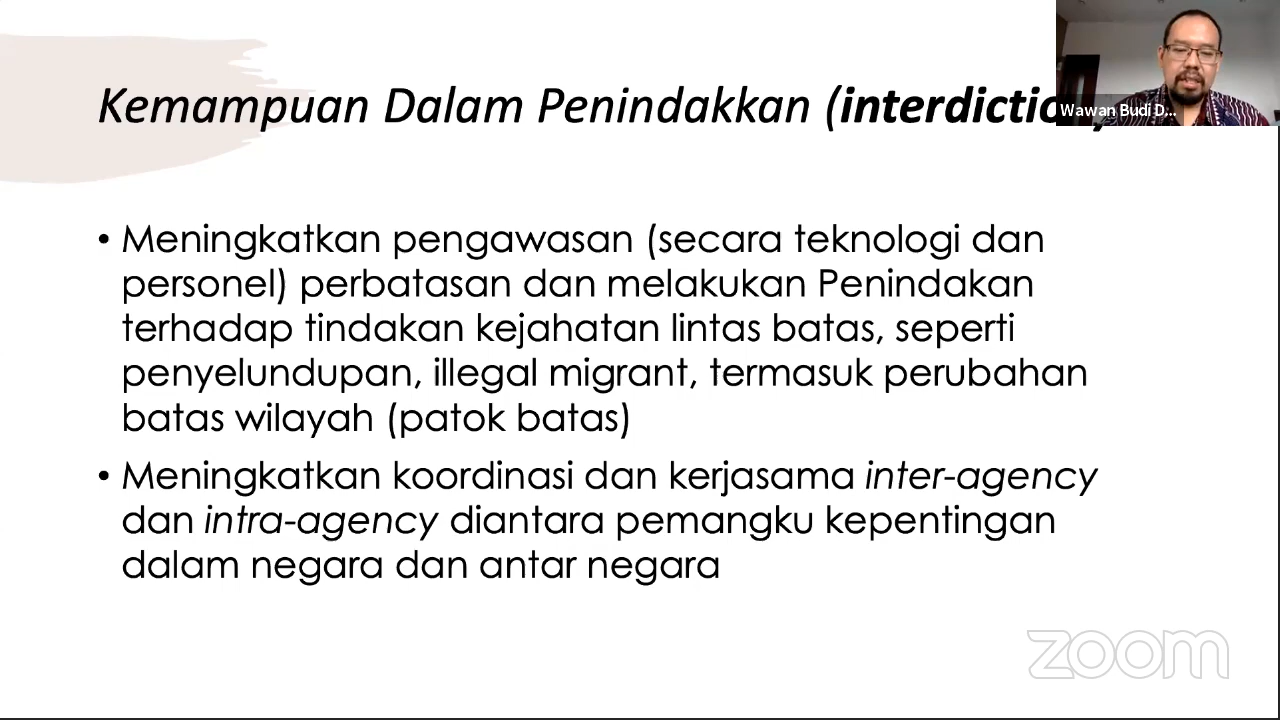 Kemampuan Dalam Penindakkan (interdictio
Wawan Budi D...
• Meningkatkan pengawasan (secara teknologi dan
personel) perbatasan dan melakukan Penindakan
terhadap tindakan kejahatan lintas batas, seperti
penyelundupan, illegal migrant, termasuk perubahan
batas wilayah (patok batas)
• Meningkatkan koordinasi dan kerjasama inter-agency
dan intra-agency diantara pemangku kepentingan
dalam negara dan antar negara
zoom